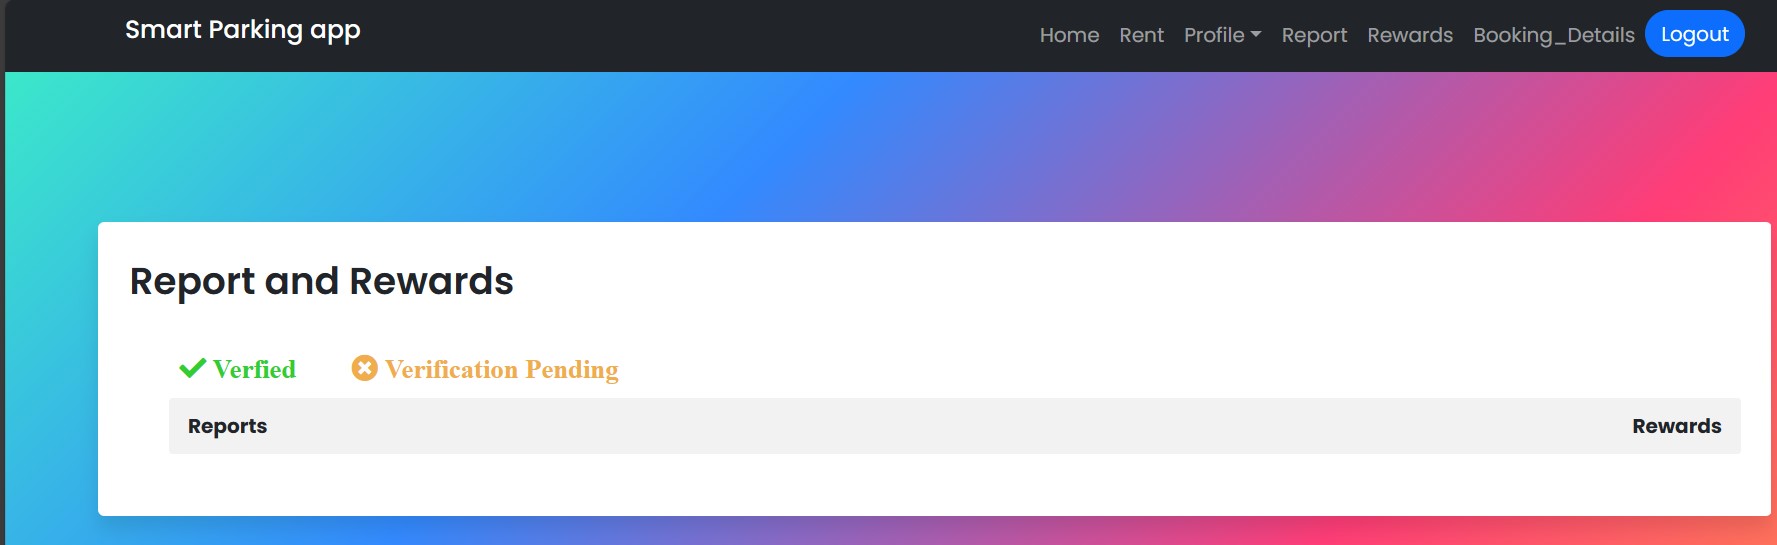 Smart Parking app
Home Rent Profile Report Rewards Booking_Details Logout
Report and Rewards
Verfied Verification Pending
Reports Rewards